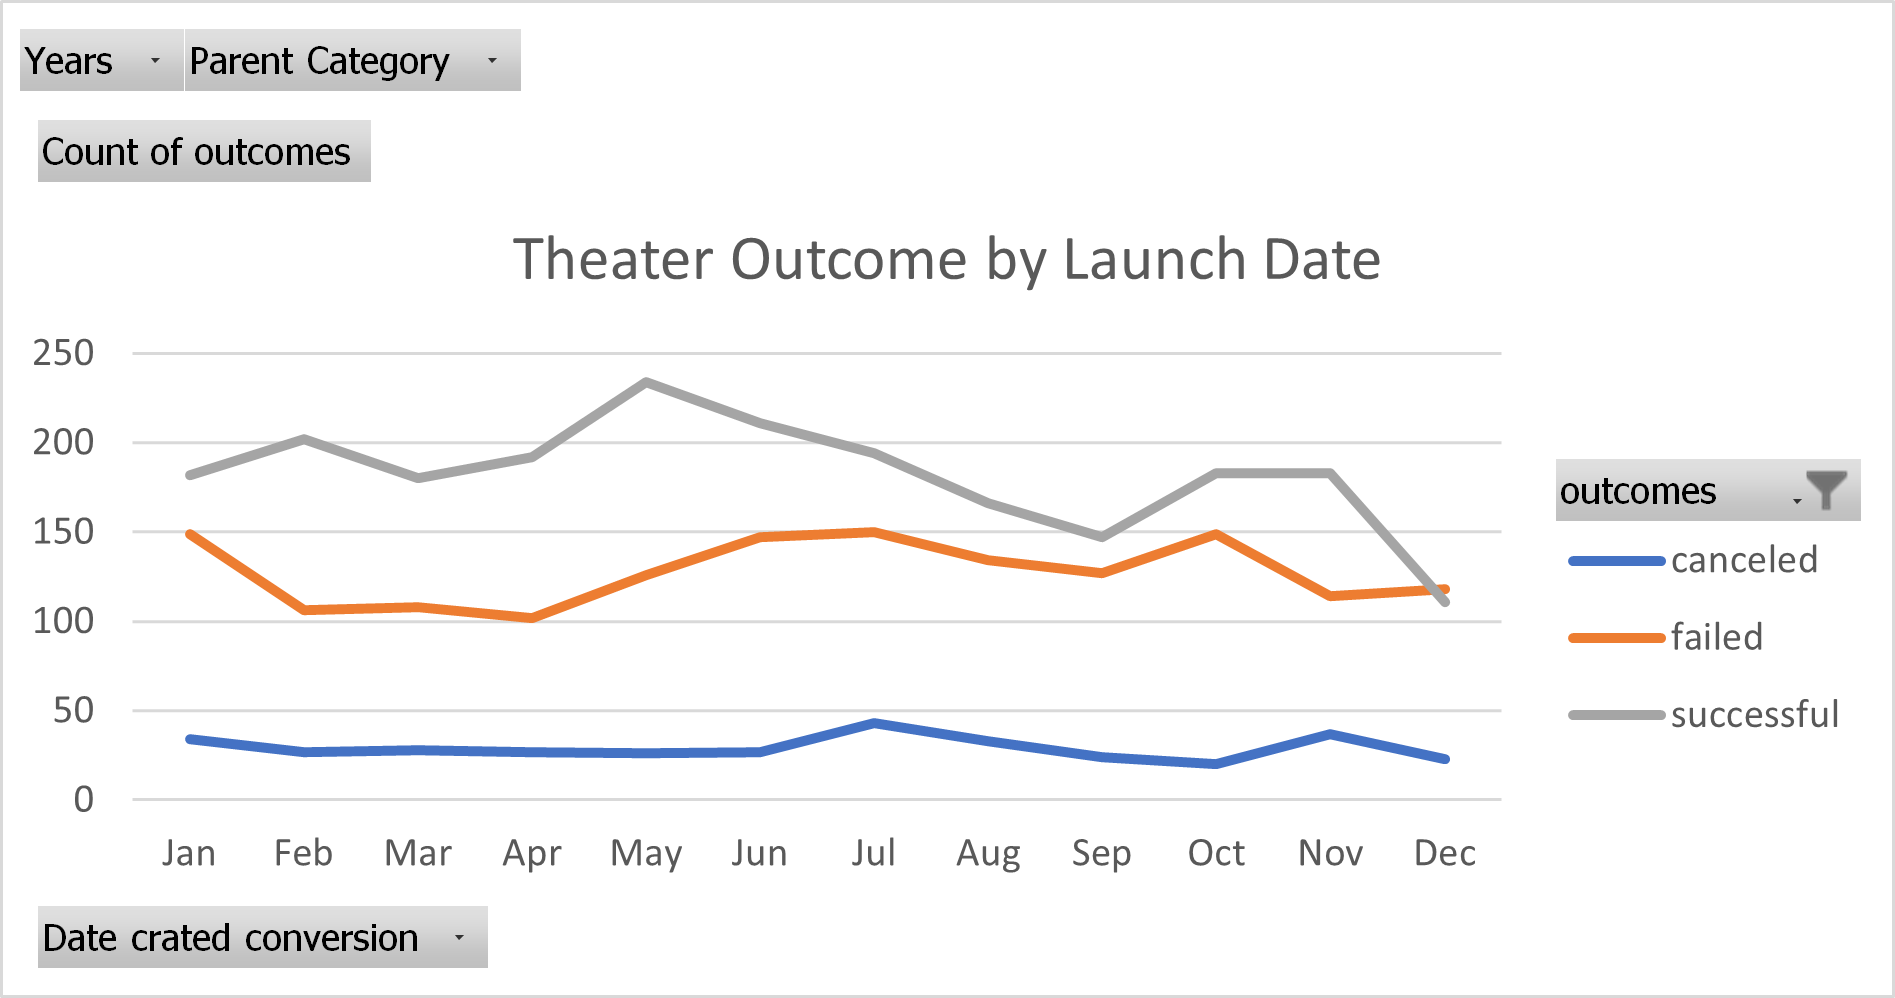 Years Parent Category
Count of outcomes
Theater Outcome by Launch Date
250
200
150
100
50
0
Jan Feb Mar Apr May Jun Jul Aug Sep Oct Nov Dec
outcomes
canceled
failed
successful
Date crated conversion